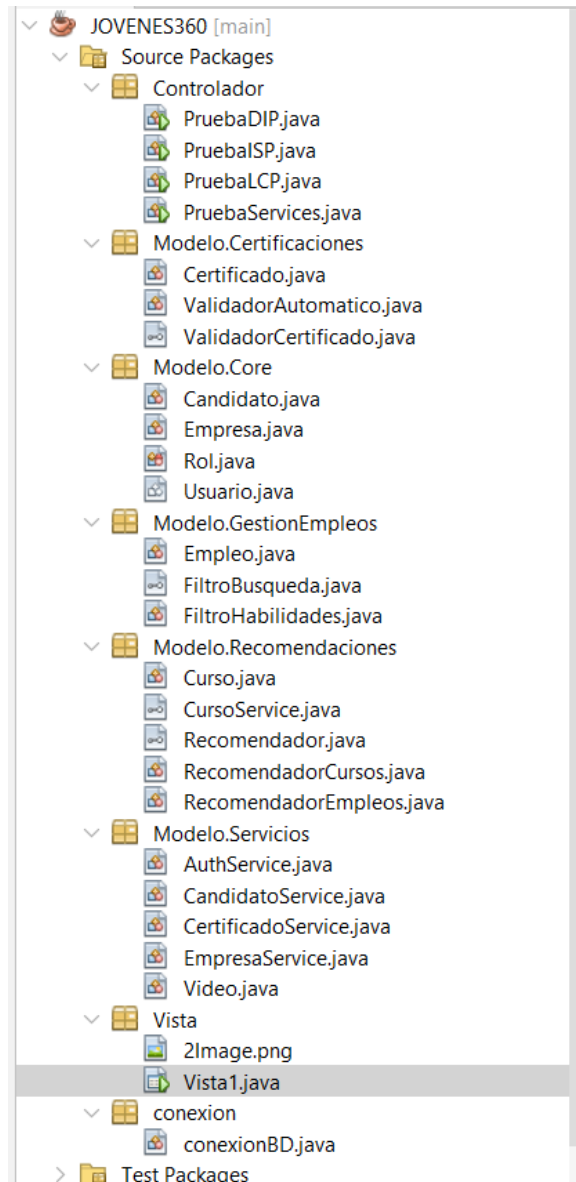 JOVENES360 [main]
Source Packages
Controlador
PruebaDIP.java
PruebaISP.java
PruebaLCP.java
PruebaServices.java
Modelo.Certificaciones
Certificado.java
ValidadorAutomatico.java
ValidadorCertificado.java
Modelo.Core
Candidato.java
Empresa.java
Rol.java
Usuario.java
Modelo.GestionEmpleos
Empleo.java
FiltroBusqueda.java
FiltroHabilidades.java
Modelo.Recomendaciones
Curso.java
CursoService.java
Recomendador.java
RecomendadorCursos.java
RecomendadorEmpleos.java
Modelo.Servicios
AuthService.java
CandidatoService.java
CertificadoService.java
EmpresaService.java
Video.java
Vista
2Image.png
Vista1.java
conexion
conexionBD.java
Test Packages